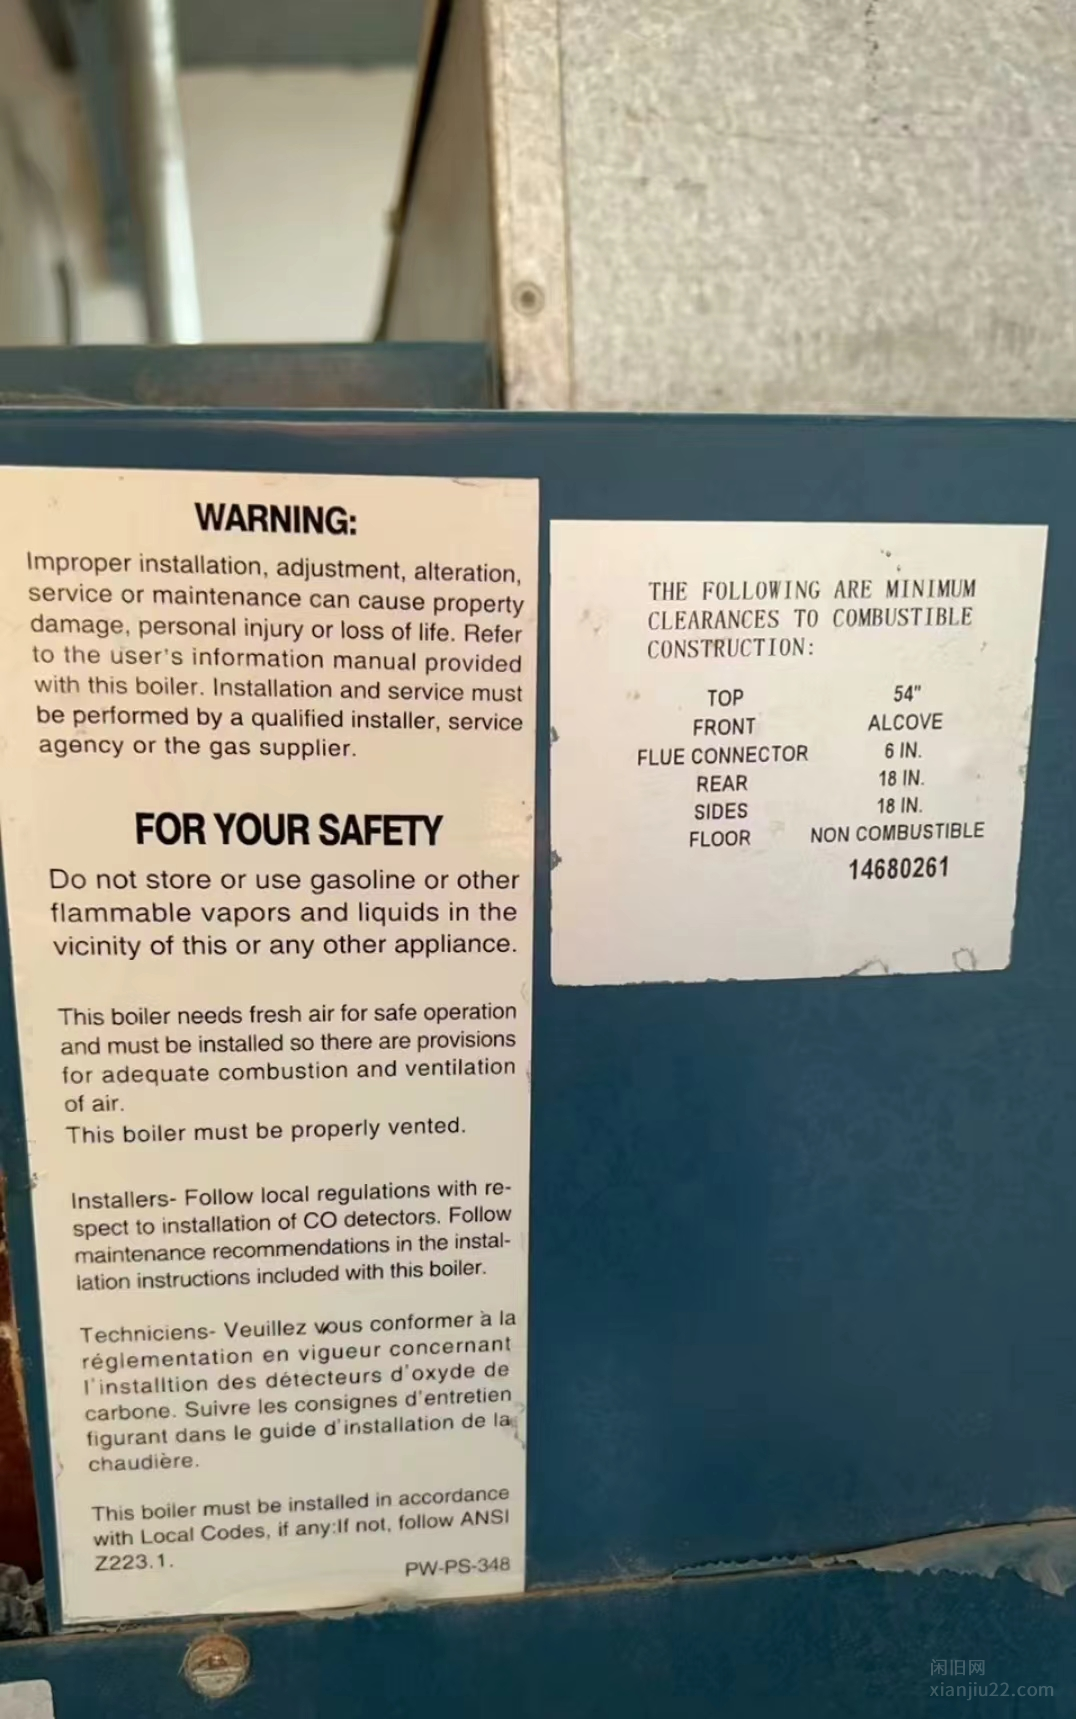 WARNING:
Improper installation, adjustment, alteration,
service or maintenance can cause property
damage, personal injury or loss of life. Refer
to the user's information manual provided
with this boiler. Installation and service must
be performed by a qualified installer, service
agency or the gas supplier.
FOR YOUR SAFETY
Do not store or use gasoline or other
flammable vapors and liquids in the
vicinity of this or any other appliance.
This boiler needs fresh air for safe operation
and must be installed so there are provisions
for adequate combustion and ventilation
of air.
This boiler must be properly vented.
Installers- Follow local regulations with re-
spect to installation of CO detectors. Follow
maintenance recommendations in the instal-
lation instructions included with this boiler.
Techniciens- Veuillez vous conformer à la
réglementation en vigueur concernant
l'installtion des détecteurs d'oxyde de
carbone. Suivre les consignes d'entretien
figurant dans le guide d'installation de la
chaudière.
This boiler must be installed in accordance
with Local Codes, if any:If not, follow ANSI
Z223.1.
PW-PS-348
THE FOLLOWING ARE MINIMUM
CLEARANCES TO COMBUSTIBLE
CONSTRUCTION:
TOP 54"
FRONT ALCOVE
FLUE CONNECTOR 6 IN.
REAR 18 IN.
SIDES 18 IN.
FLOOR NON COMBUSTIBLE
14680261
闲旧网
xianjiu22.com